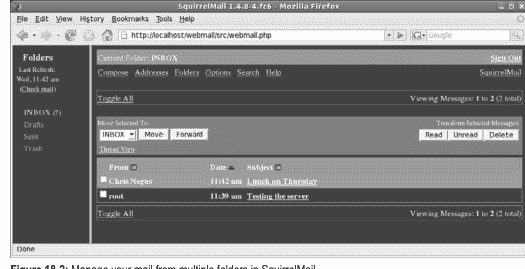 SquirrelMail 1.4.8-4.fc6 - Mozilla Firefox
File Edit View History Bookmarks Tools Help
http://localhost/webmail/src/webmail.php
Google
Folders
Last Refresh:
Wed, 11:42 am
(Check mail)
INBOX (2)
Drafts
Sent
Trash
Current Folder: INBOX
Sign Out
Compose Addresses Folders Options Search Help
SquirrelMail
Toggle All
Viewing Messages: 1 to 2 (2 total)
Move Selected To:
Transform Selected Messages:
INBOX Move Forward
Read Unread Delete
Thread View
From Date Subject
Chris Negus 11:42 am Lunch on Thursday
root 11:39 am Testing the server
Toggle All
Viewing Messages: 1 to 2 (2 total)
Done
Figure 18-2: Manage your mail from multiple folders in SquirrelMail.